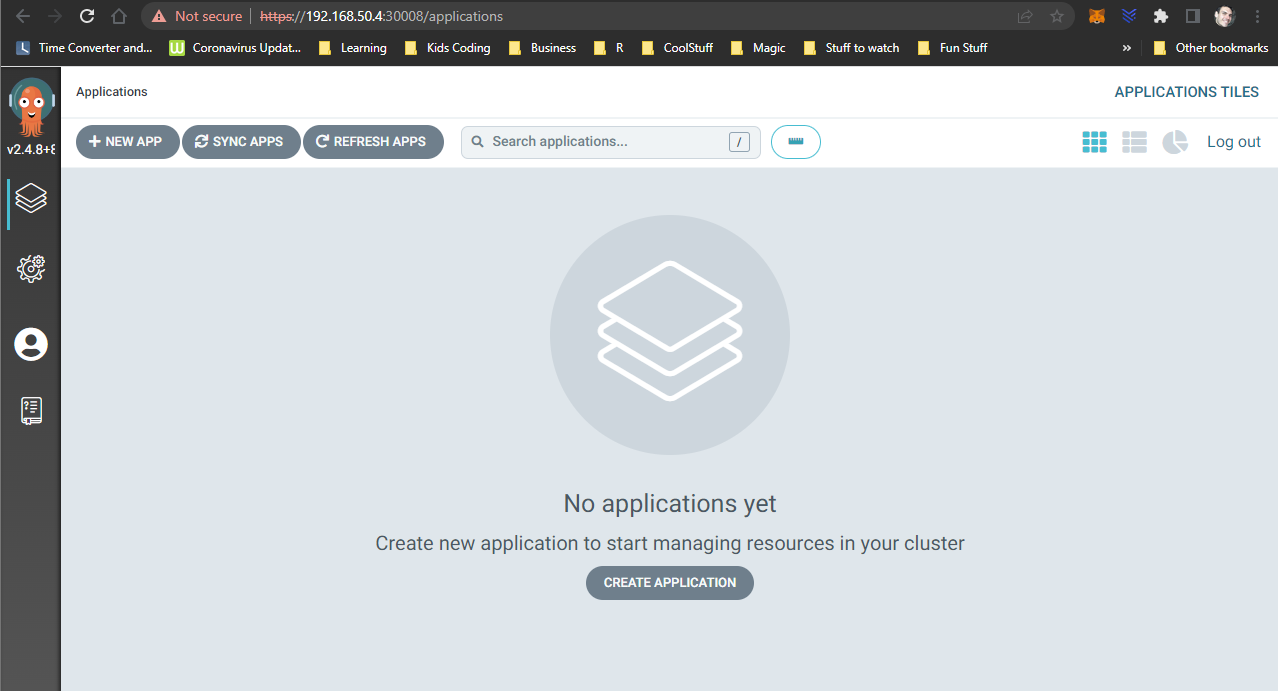 Not secure https://192.168.50.4:30008/applications
Time Converter and... Coronavirus Updat... Learning Kids Coding Business R CoolStuff Magic Stuff to watch Fun Stuff » Other bookmarks
Applications APPLICATIONS TILES
v2.4.8+8 NEW APP SYNC APPS REFRESH APPS Search applications... / Log out
No applications yet
Create new application to start managing resources in your cluster
CREATE APPLICATION